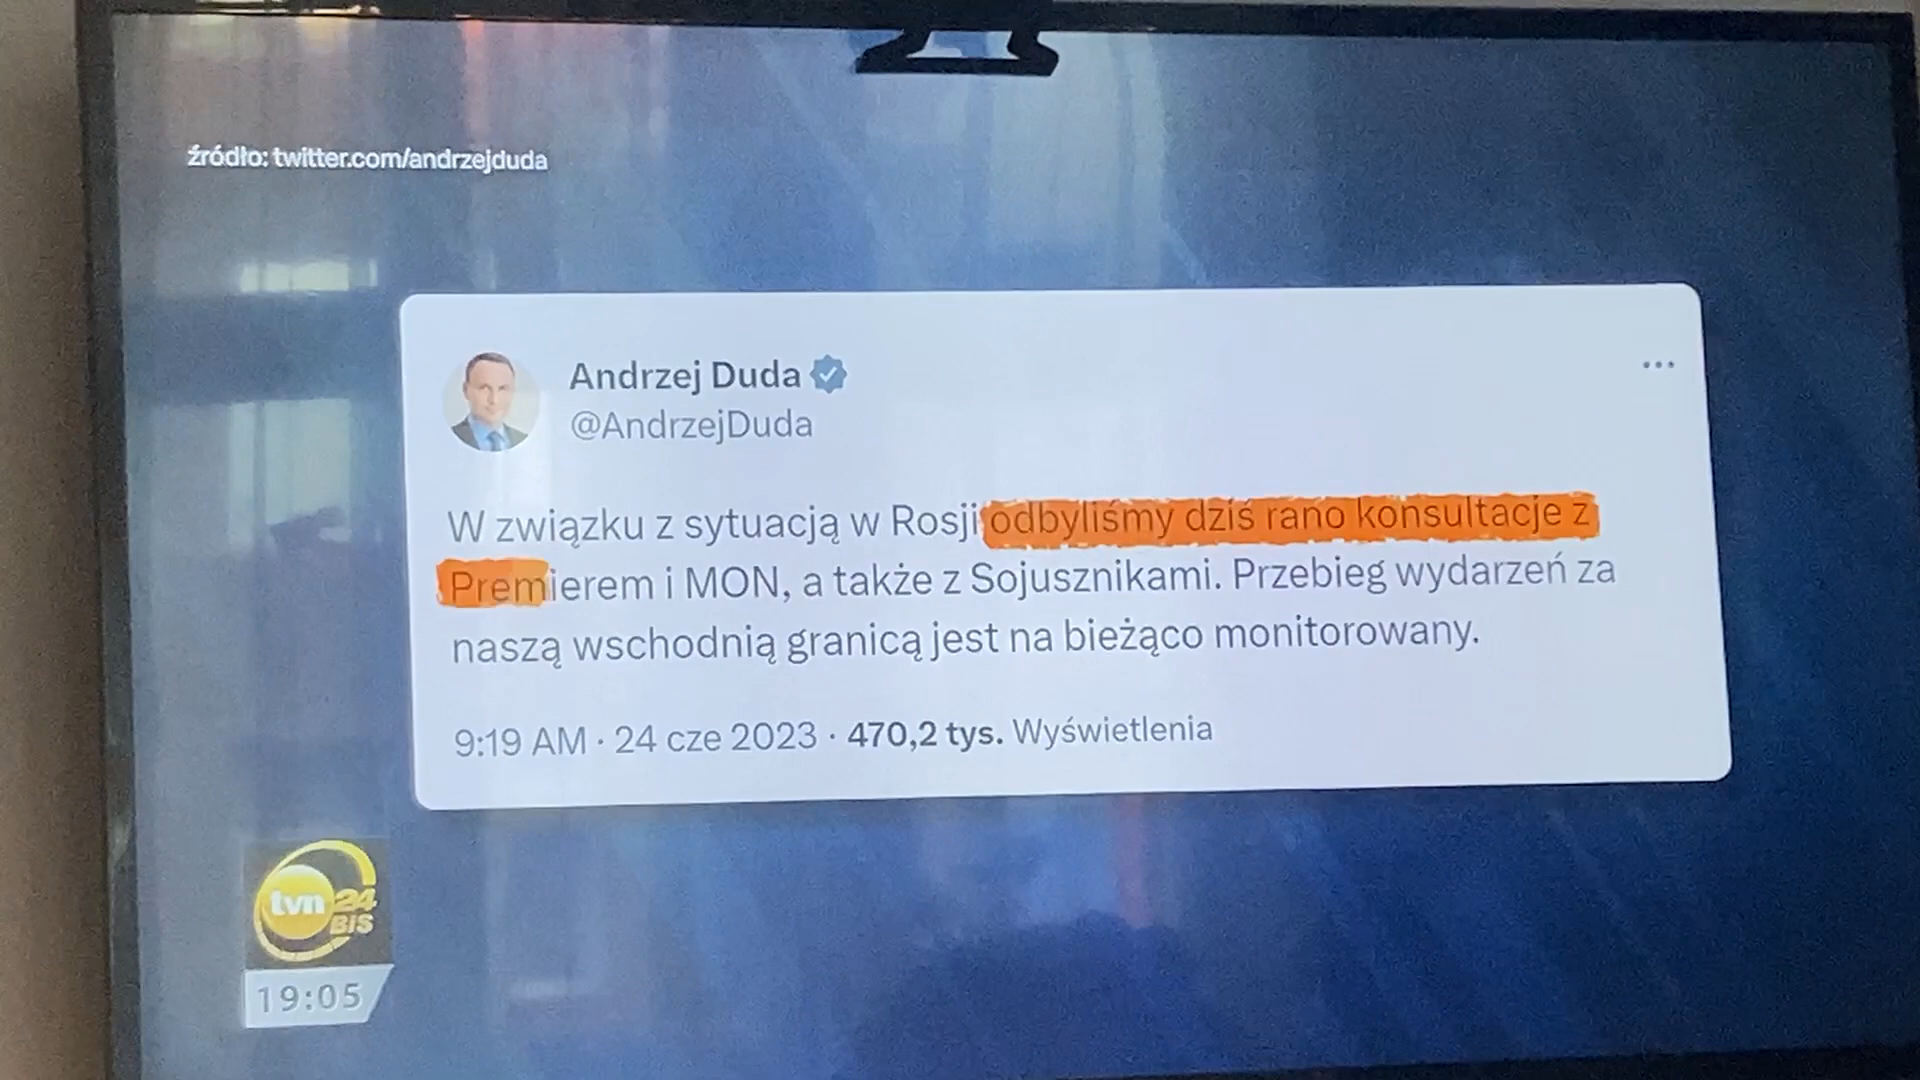 źródło: twitter.com/andrzejduda
Andrzej Duda
@AndrzejDuda
W związku z sytuacją w Rosji odbyliśmy dziś rano konsultacje z
Premierem i MON, a także z Sojusznikami. Przebieg wydarzeń za
naszą wschodnią granicą jest na bieżąco monitorowany.
9:19 AM · 24 cze 2023 · 470,2 tys. Wyświetlenia
tvn 24
BiS
19:05